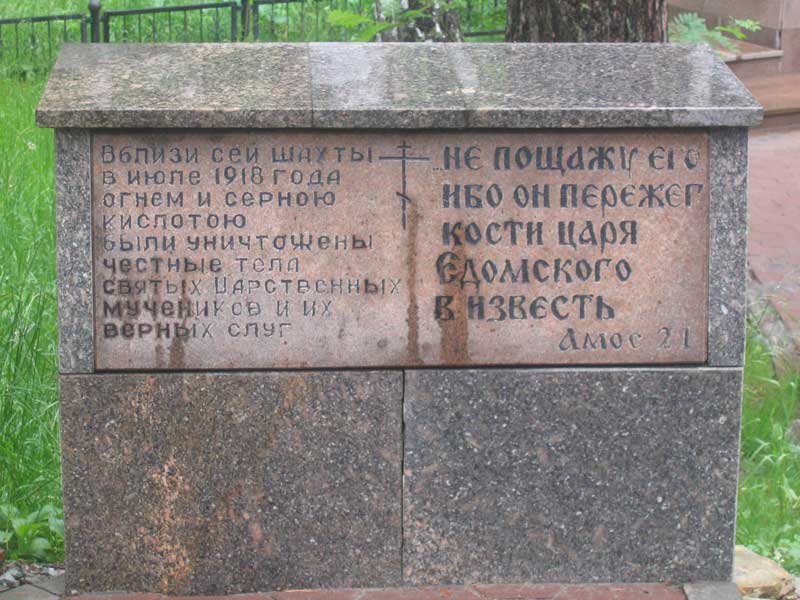 Вблизи сей шахты
в июле 1918 года
огнем и серною
кислотою
были уничтожены
честные тела
святых Царственных
мучеников и их
верных слуг
...не пощажу его
ибо он пережег
кости царя
Едомского
в известь
Амос 2 1